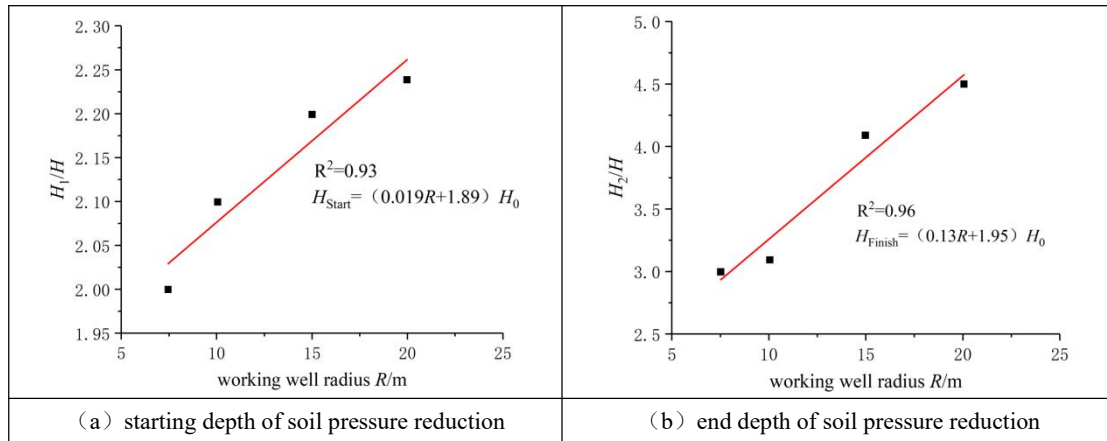 2.30
2.25
2.20
2.15
2.10
2.05
2.00
1.95
H₁/H
R²=0.93
H_Start=（0.019R+1.89）H₀
5
10
15
20
25
working well radius R/m
（a）starting depth of soil pressure reduction
5.0
4.5
4.0
3.5
3.0
2.5
H₂/H
R²=0.96
H_Finish=（0.13R+1.95）H₀
5
10
15
20
25
working well radius R/m
（b）end depth of soil pressure reduction